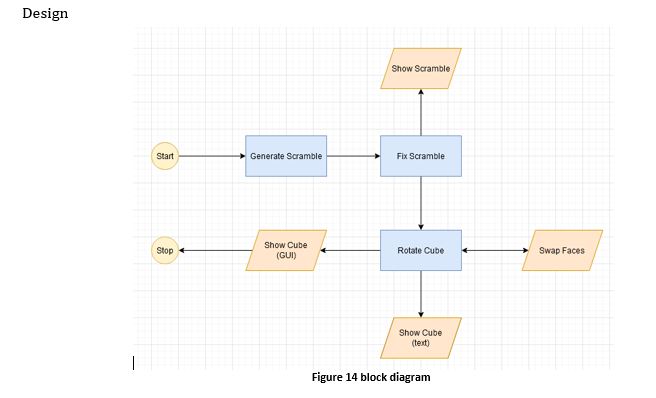 Design
Show Scramble
Start
Generate Scramble
Fix Scramble
Stop
Show Cube
(GUI)
Rotate Cube
Swap Faces
Show Cube
(text)
Figure 14 block diagram